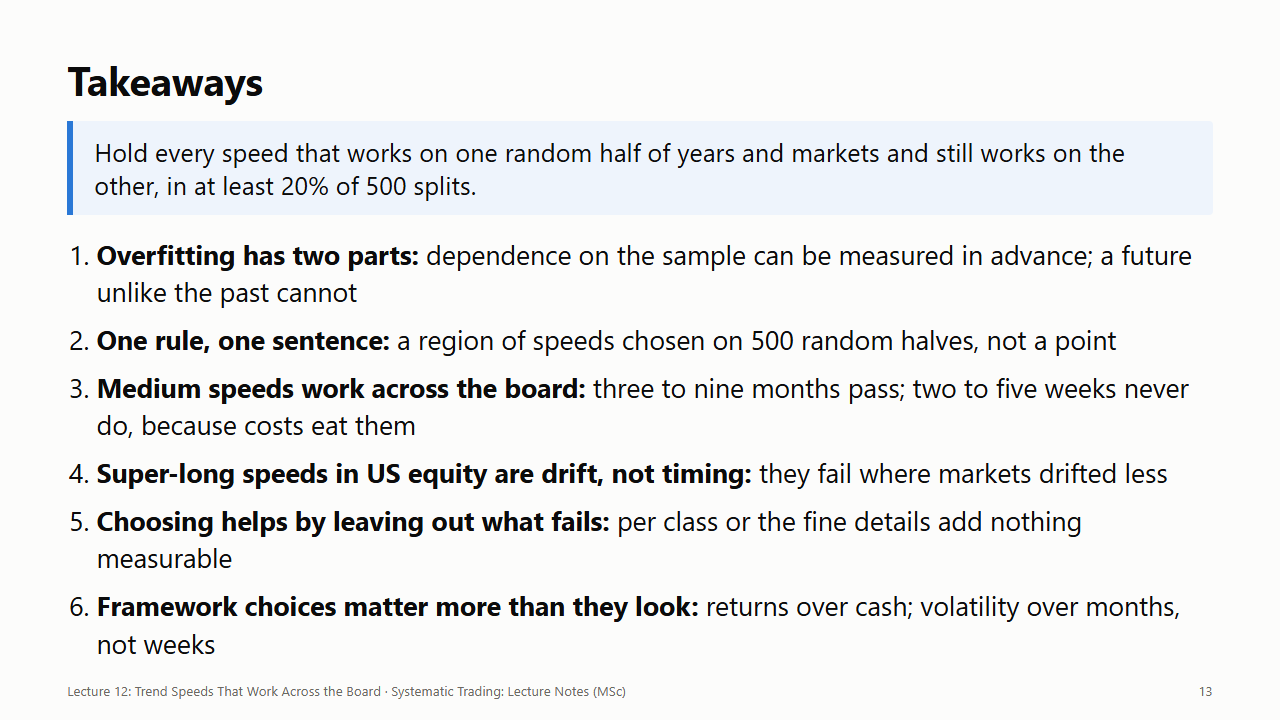 Takeaways
Hold every speed that works on one random half of years and markets and still works on the
other, in at least 20% of 500 splits.
1. Overfitting has two parts: dependence on the sample can be measured in advance; a future
unlike the past cannot
2. One rule, one sentence: a region of speeds chosen on 500 random halves, not a point
3. Medium speeds work across the board: three to nine months pass; two to five weeks never
do, because costs eat them
4. Super-long speeds in US equity are drift, not timing: they fail where markets drifted less
5. Choosing helps by leaving out what fails: per class or the fine details add nothing
measurable
6. Framework choices matter more than they look: returns over cash; volatility over months,
not weeks
Lecture 12: Trend Speeds That Work Across the Board · Systematic Trading: Lecture Notes (MSc)
13